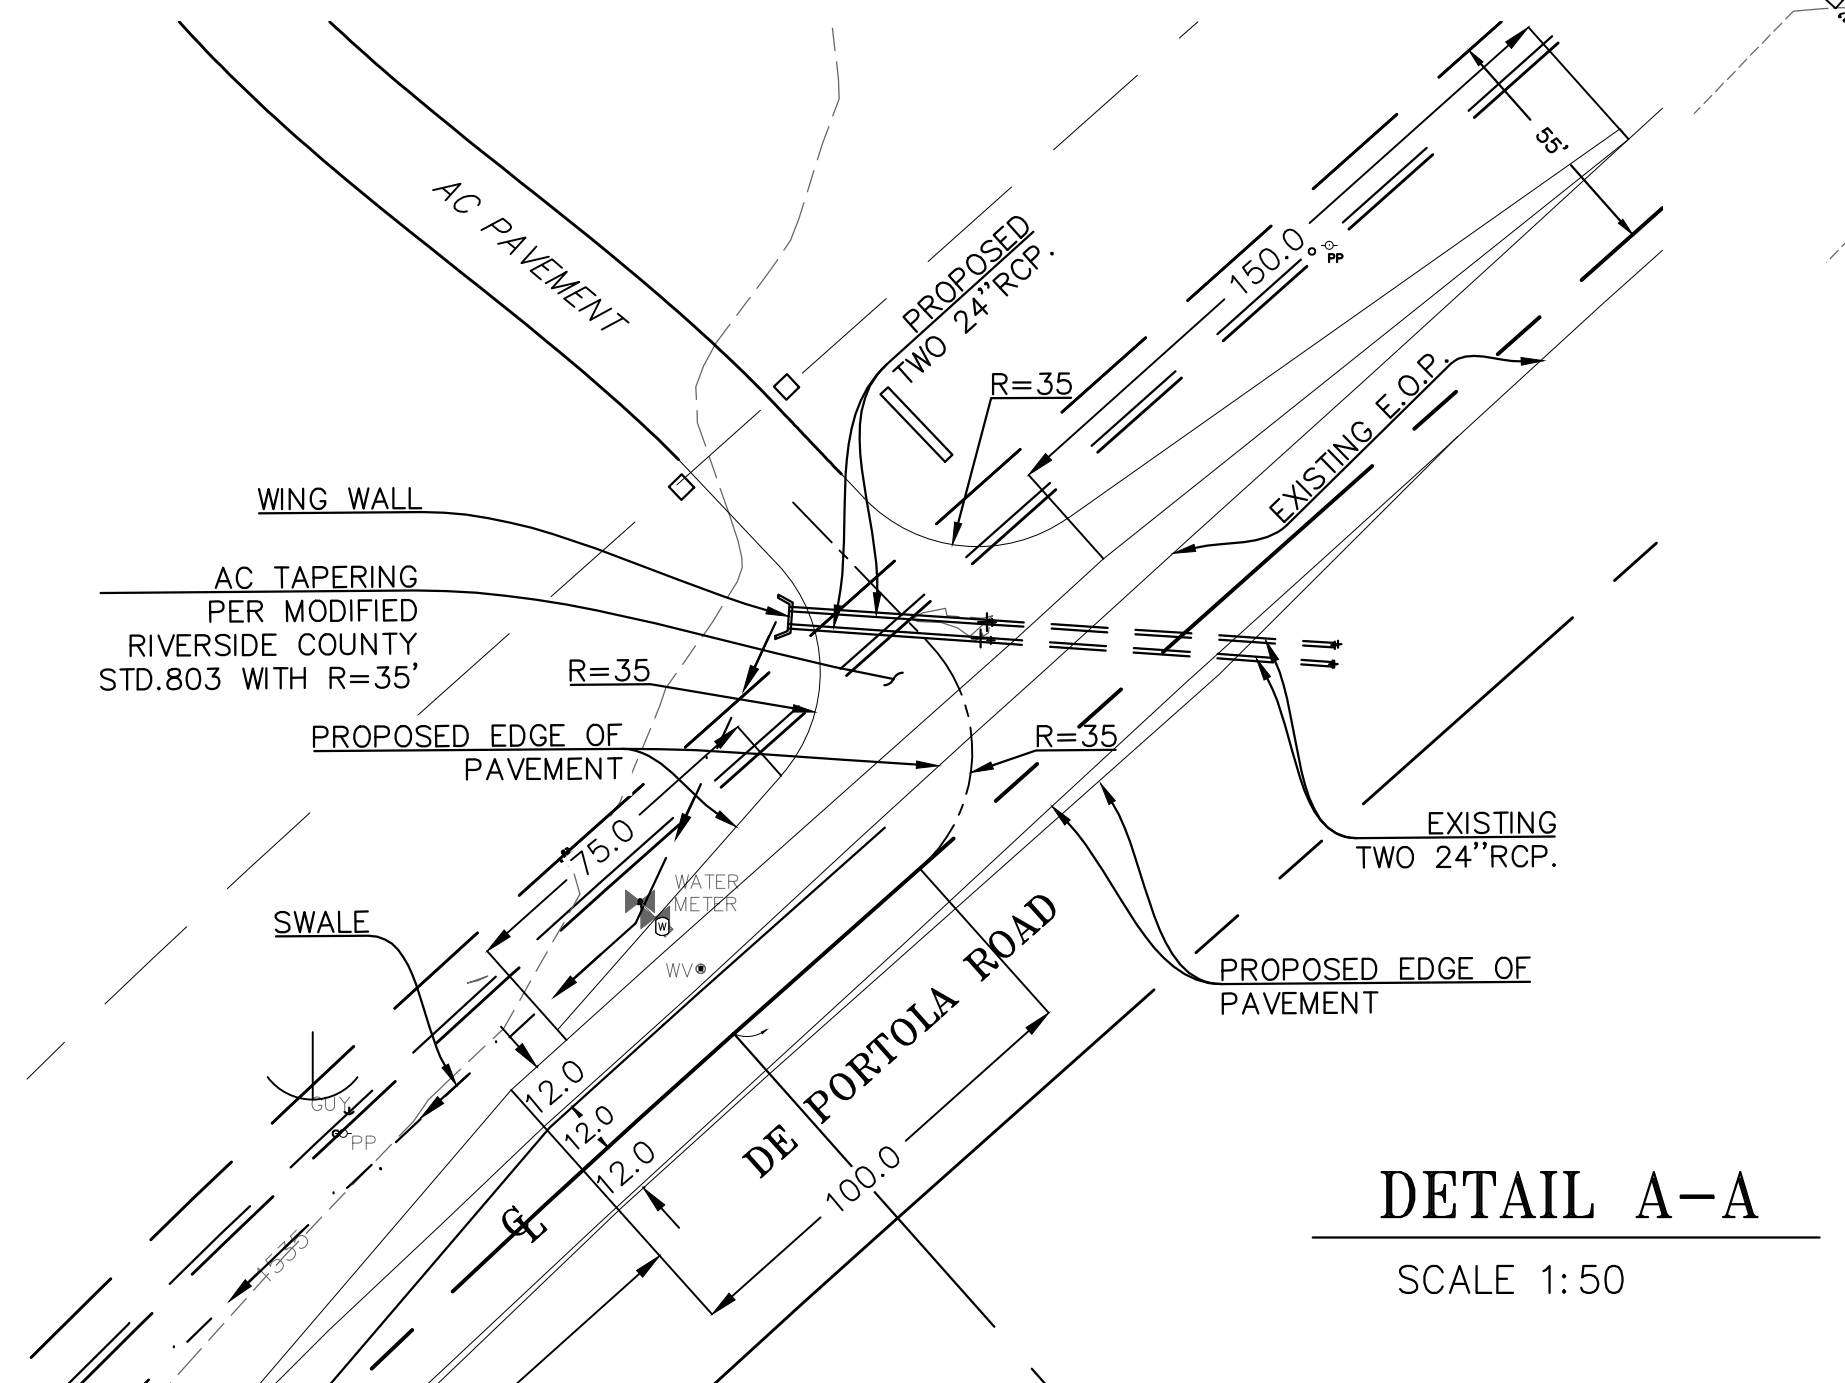 55'
AC PAVEMENT
PROPOSED
TWO 24"RCP.
150.0
PP
R=35
EXISTING E.O.P.
WING WALL
AC TAPERING
PER MODIFIED
RIVERSIDE COUNTY
STD.803 WITH R=35'
R=35
PROPOSED EDGE OF
PAVEMENT
R=35
75.0
EXISTING
TWO 24"RCP.
WATER
METER
W
WV
SWALE
PROPOSED EDGE OF
PAVEMENT
DE PORTOLA ROAD
GUY
PP
12.0
12.0
12.0
100.0
CL
1535
DETAIL A-A
SCALE 1:50